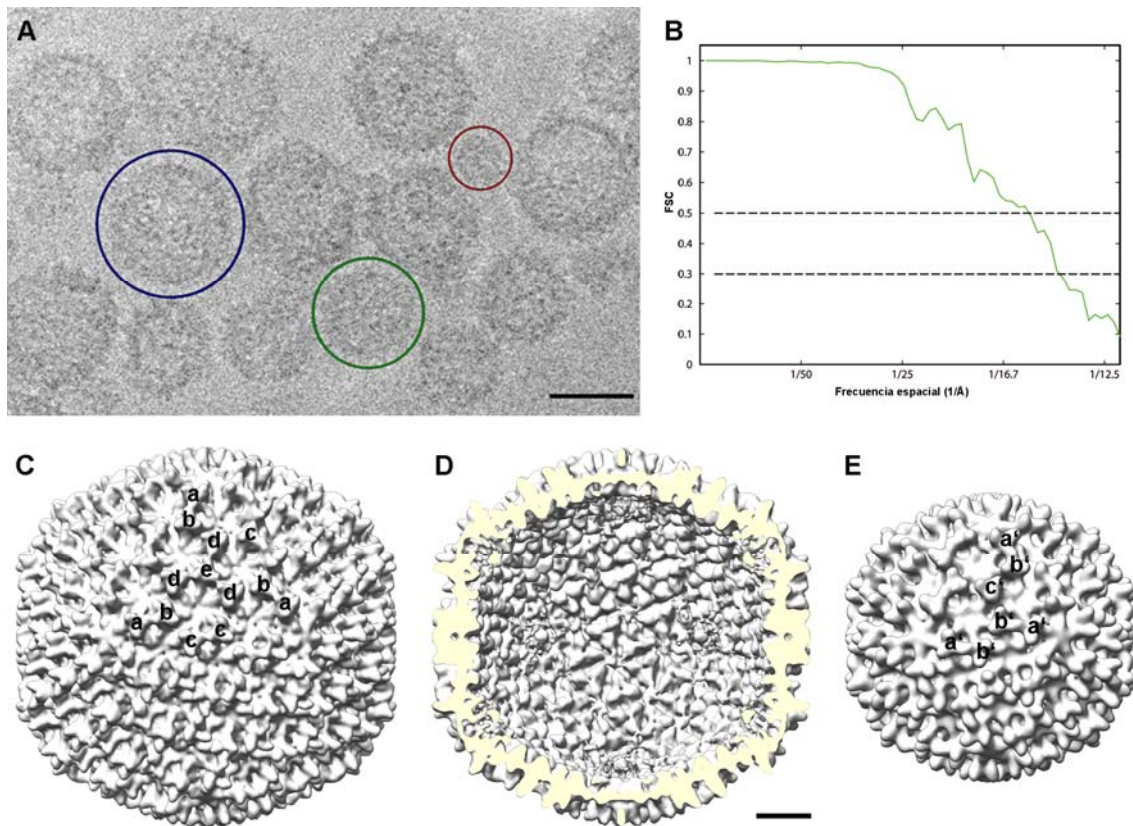 A
B
1
0.9
0.8
0.7
0.6
0.5
0.4
0.3
0.2
0.1
0
FSC
1/50 1/25 1/16.7 1/12.5
Frecuencia espacial (1/Å)
C
a
b
d c
e
d d b
b a
a
c c
D
E
a‘
b‘
c‘
b‘ a‘
a‘ b‘